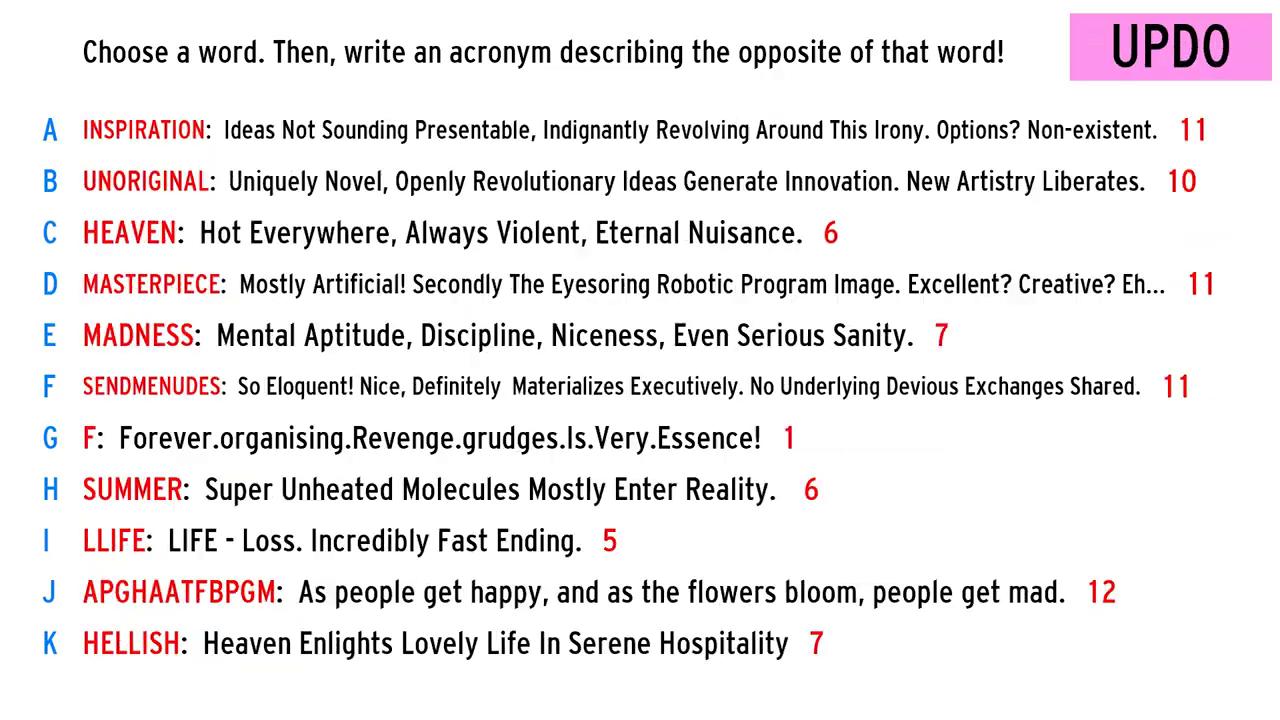 Choose a word. Then, write an acronym describing the opposite of that word!
UPDO
A INSPIRATION: Ideas Not Sounding Presentable, Indignantly Revolving Around This Irony. Options? Non-existent. 11
B UNORIGINAL: Uniquely Novel, Openly Revolutionary Ideas Generate Innovation. New Artistry Liberates. 10
C HEAVEN: Hot Everywhere, Always Violent, Eternal Nuisance. 6
D MASTERPIECE: Mostly Artificial! Secondly The Eyesoring Robotic Program Image. Excellent? Creative? Eh... 11
E MADNESS: Mental Aptitude, Discipline, Niceness, Even Serious Sanity. 7
F SENDMENUDES: So Eloquent! Nice, Definitely Materializes Executively. No Underlying Devious Exchanges Shared. 11
G F: Forever.organising.Revenge.grudges.Is.Very.Essence! 1
H SUMMER: Super Unheated Molecules Mostly Enter Reality. 6
I LLIFE: LIFE - Loss. Incredibly Fast Ending. 5
J APGHAATFBPGM: As people get happy, and as the flowers bloom, people get mad. 12
K HELLISH: Heaven Enlights Lovely Life In Serene Hospitality 7